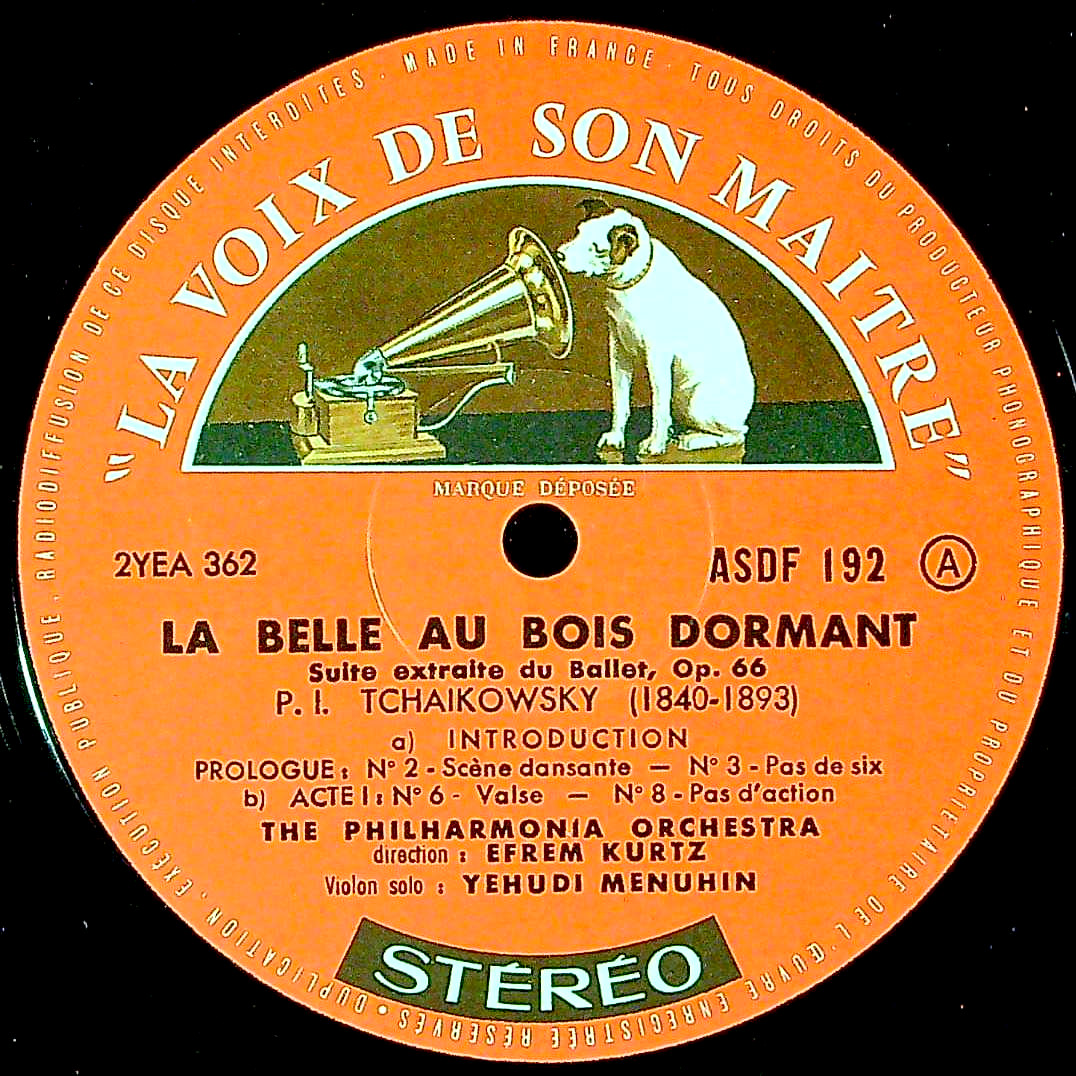 MADE IN FRANCE · TOUS DROITS DU PRODUCTEUR PHONOGRAPHIQUE ET DU PROPRIETAIRE DE L'ŒUVRE ENREGISTRÉE RÉSERVÉS • DUPLICATION, EXÉCUTION PUBLIQUE, RADIODIFFUSION DE CE DISQUE INTERDITES ·
"LA VOIX DE SON MAITRE"
MARQUE DÉPOSÉE
2YEA 362
ASDF 192 A
LA BELLE AU BOIS DORMANT
Suite extraite du Ballet, Op. 66
P. I. TCHAIKOWSKY (1840-1893)
a) INTRODUCTION
PROLOGUE : N° 2 - Scène dansante — N° 3 - Pas de six
b) ACTE I : N° 6 - Valse — N° 8 - Pas d'action
THE PHILHARMONIA ORCHESTRA
direction : EFREM KURTZ
Violon solo : YEHUDI MENUHIN
STÉRÉO